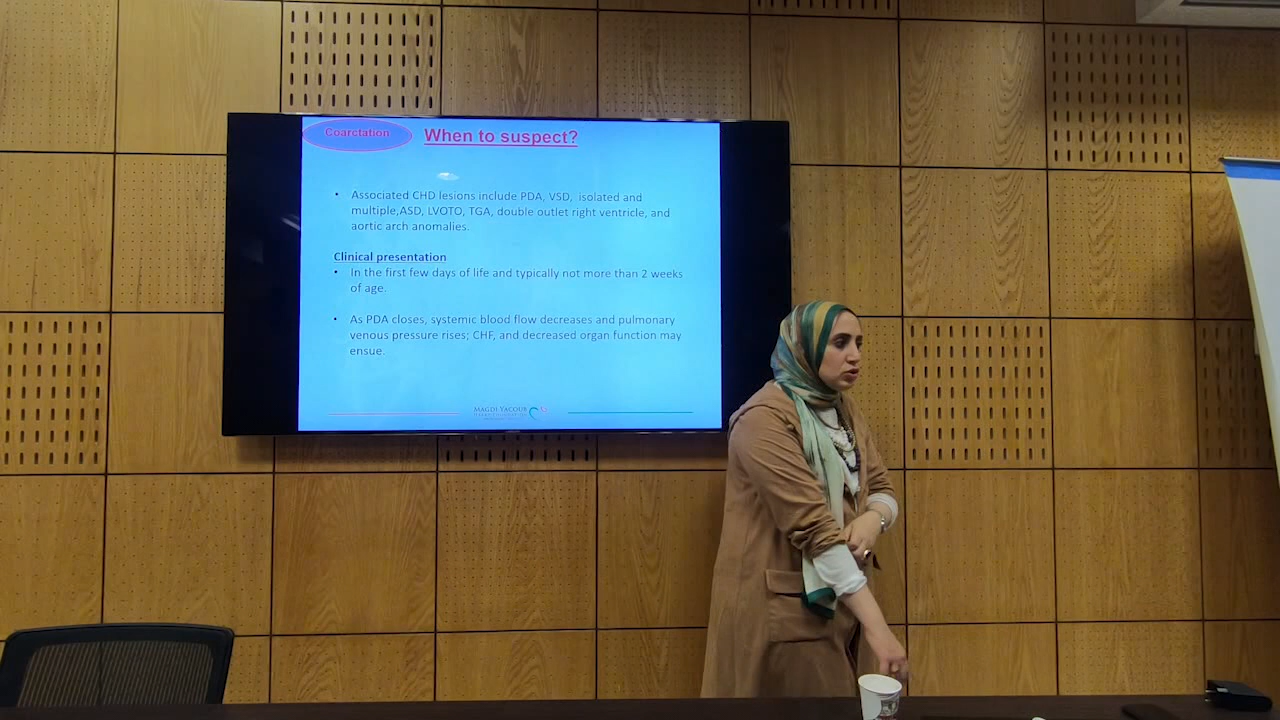 Coarctation
When to suspect?
• Associated CHD lesions include PDA, VSD, isolated and
multiple,ASD, LVOTO, TGA, double outlet right ventricle, and
aortic arch anomalies.
Clinical presentation
• In the first few days of life and typically not more than 2 weeks
of age.
• As PDA closes, systemic blood flow decreases and pulmonary
venous pressure rises; CHF, and decreased organ function may
ensue.
MAGDI YACOUB
HEART FOUNDATION